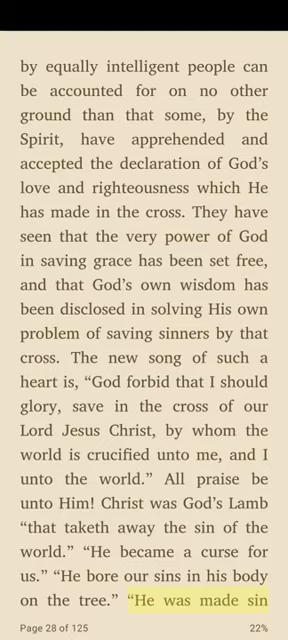 by equally intelligent people can
be accounted for on no other
ground than that some, by the
Spirit, have apprehended and
accepted the declaration of God’s
love and righteousness which He
has made in the cross. They have
seen that the very power of God
in saving grace has been set free,
and that God’s own wisdom has
been disclosed in solving His own
problem of saving sinners by that
cross. The new song of such a
heart is, “God forbid that I should
glory, save in the cross of our
Lord Jesus Christ, by whom the
world is crucified unto me, and I
unto the world.” All praise be
unto Him! Christ was God’s Lamb
“that taketh away the sin of the
world.” “He became a curse for
us.” “He bore our sins in his body
on the tree.” “He was made sin
Page 28 of 125 22%